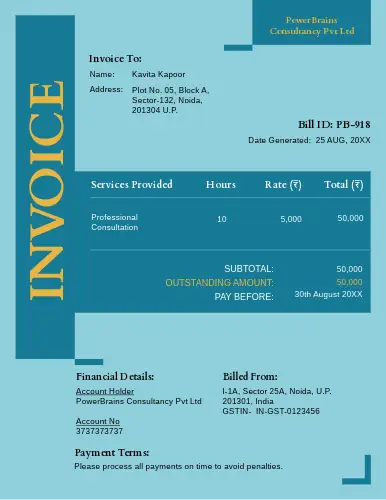 PowerBrains
Consultancy Pvt Ltd
INVOICE
Invoice To:
Name: Kavita Kapoor
Address: Plot No. 05, Block A,
Sector-132, Noida,
201304 U.P.
Bill ID: PB-918
Date Generated: 25 AUG, 20XX
Services Provided Hours Rate (₹) Total (₹)
Professional
Consultation 10 5,000 50,000
SUBTOTAL: 50,000
OUTSTANDING AMOUNT: 50,000
PAY BEFORE: 30th August 20XX
Financial Details:
Account Holder
PowerBrains Consultancy Pvt Ltd
Account No
3737373737
Billed From:
I-1A, Sector 25A, Noida, U.P.
201301, India
GSTIN- IN-GST-0123456
Payment Terms:
Please process all payments on time to avoid penalties.